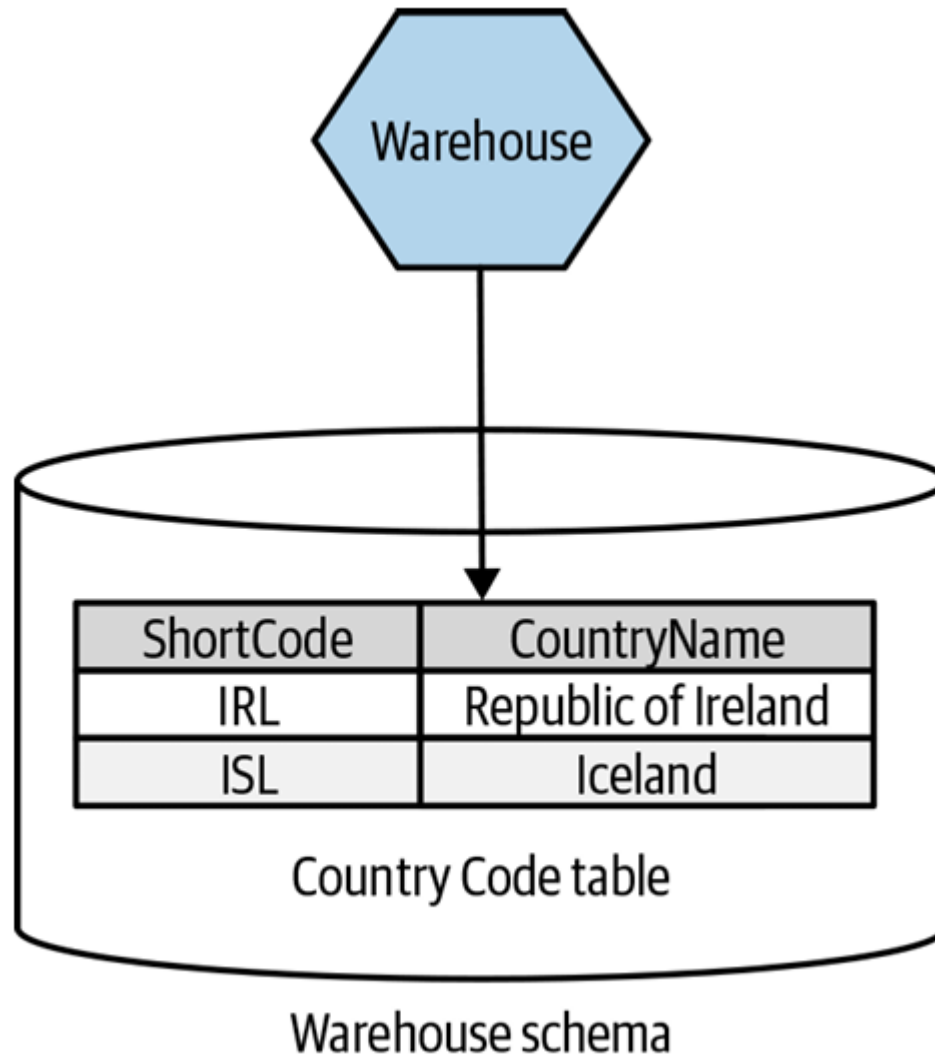 Warehouse
ShortCode CountryName
IRL Republic of Ireland
ISL Iceland
Country Code table
Warehouse schema